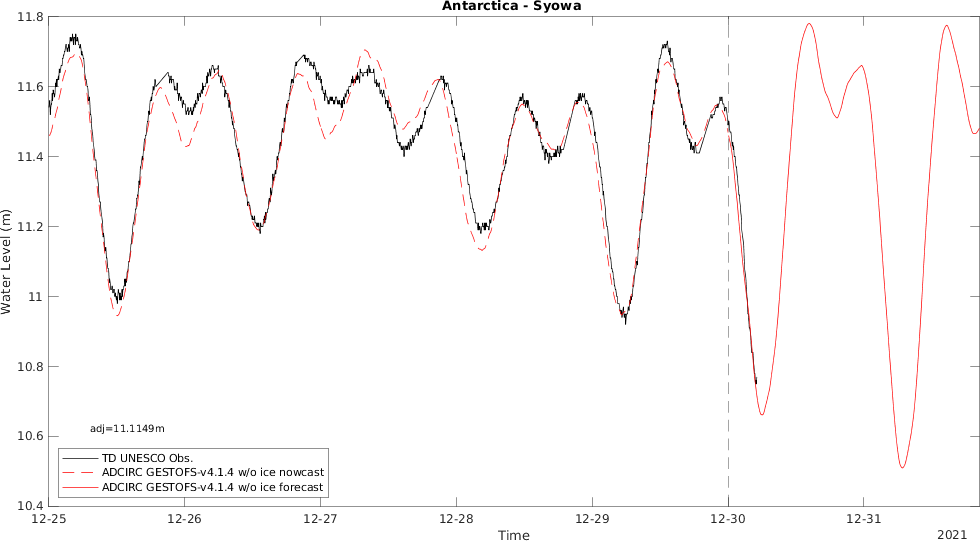 Antarctica - Syowa
11.8
11.6
11.4
11.2
11
10.8
10.6
10.4
Water Level (m)
adj=11.1149m
TD UNESCO Obs.
ADCIRC GESTOFS-v4.1.4 w/o ice nowcast
ADCIRC GESTOFS-v4.1.4 w/o ice forecast
12-25 12-26 12-27 12-28 12-29 12-30 12-31
Time
2021